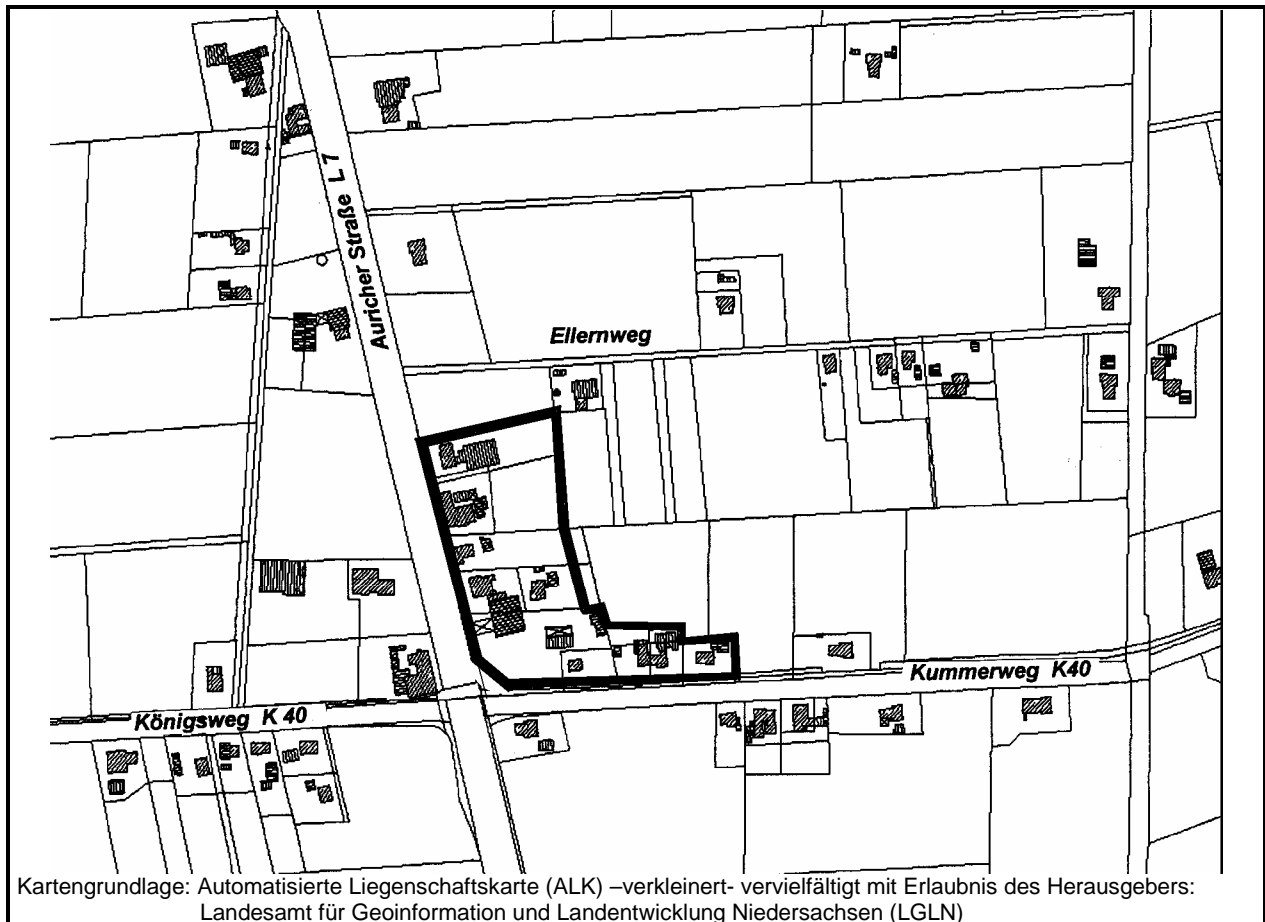 Auricher Straße L 7
Ellernweg
Kummerweg K40
Königsweg K 40
Kartengrundlage: Automatisierte Liegenschaftskarte (ALK) –verkleinert- vervielfältigt mit Erlaubnis des Herausgebers:
Landesamt für Geoinformation und Landentwicklung Niedersachsen (LGLN)